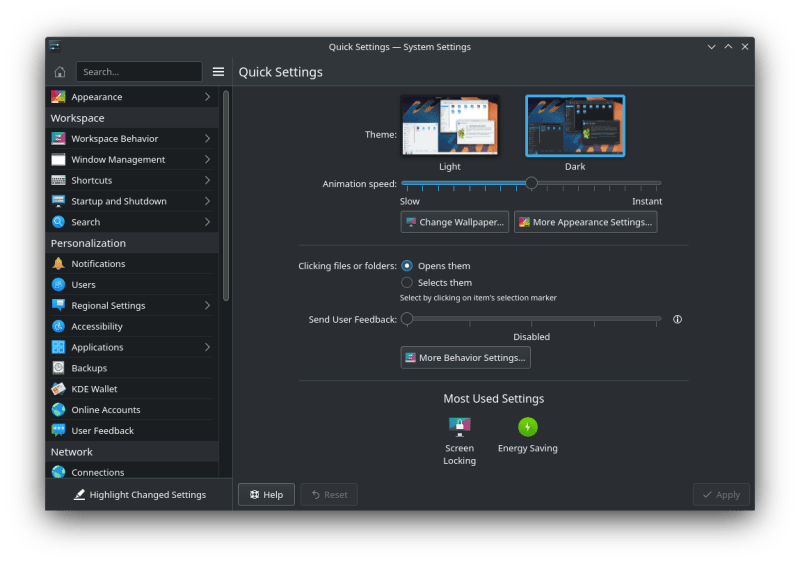 Quick Settings — System Settings
Search...
Quick Settings
Appearance
Workspace
Workspace Behavior
Window Management
Shortcuts
Startup and Shutdown
Search
Personalization
Notifications
Users
Regional Settings
Accessibility
Applications
Backups
KDE Wallet
Online Accounts
User Feedback
Network
Connections
Highlight Changed Settings
Theme:
Light
Dark
Animation speed:
Slow
Instant
Change Wallpaper...
More Appearance Settings...
Clicking files or folders:
Opens them
Selects them
Select by clicking on item's selection marker
Send User Feedback:
Disabled
More Behavior Settings...
Most Used Settings
Screen
Locking
Energy Saving
Help
Reset
Apply